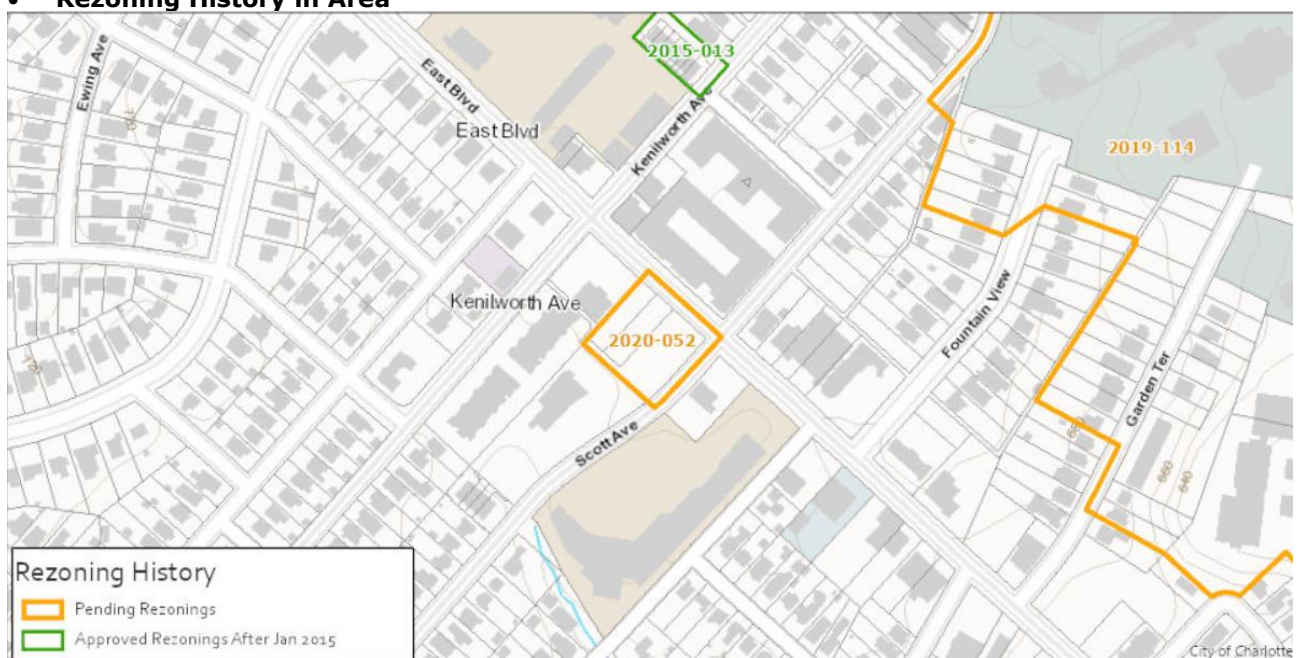 • Rezoning History in Area
Ewing Ave
East Blvd
East Blvd
2015-013
Kenilworth Ave
2019-114
Kenilworth Ave
2020-052
Fountain View
Garden Ter
Scott Ave
660
640
Rezoning History
Pending Rezonings
Approved Rezonings After Jan 2015
City of Charlotte